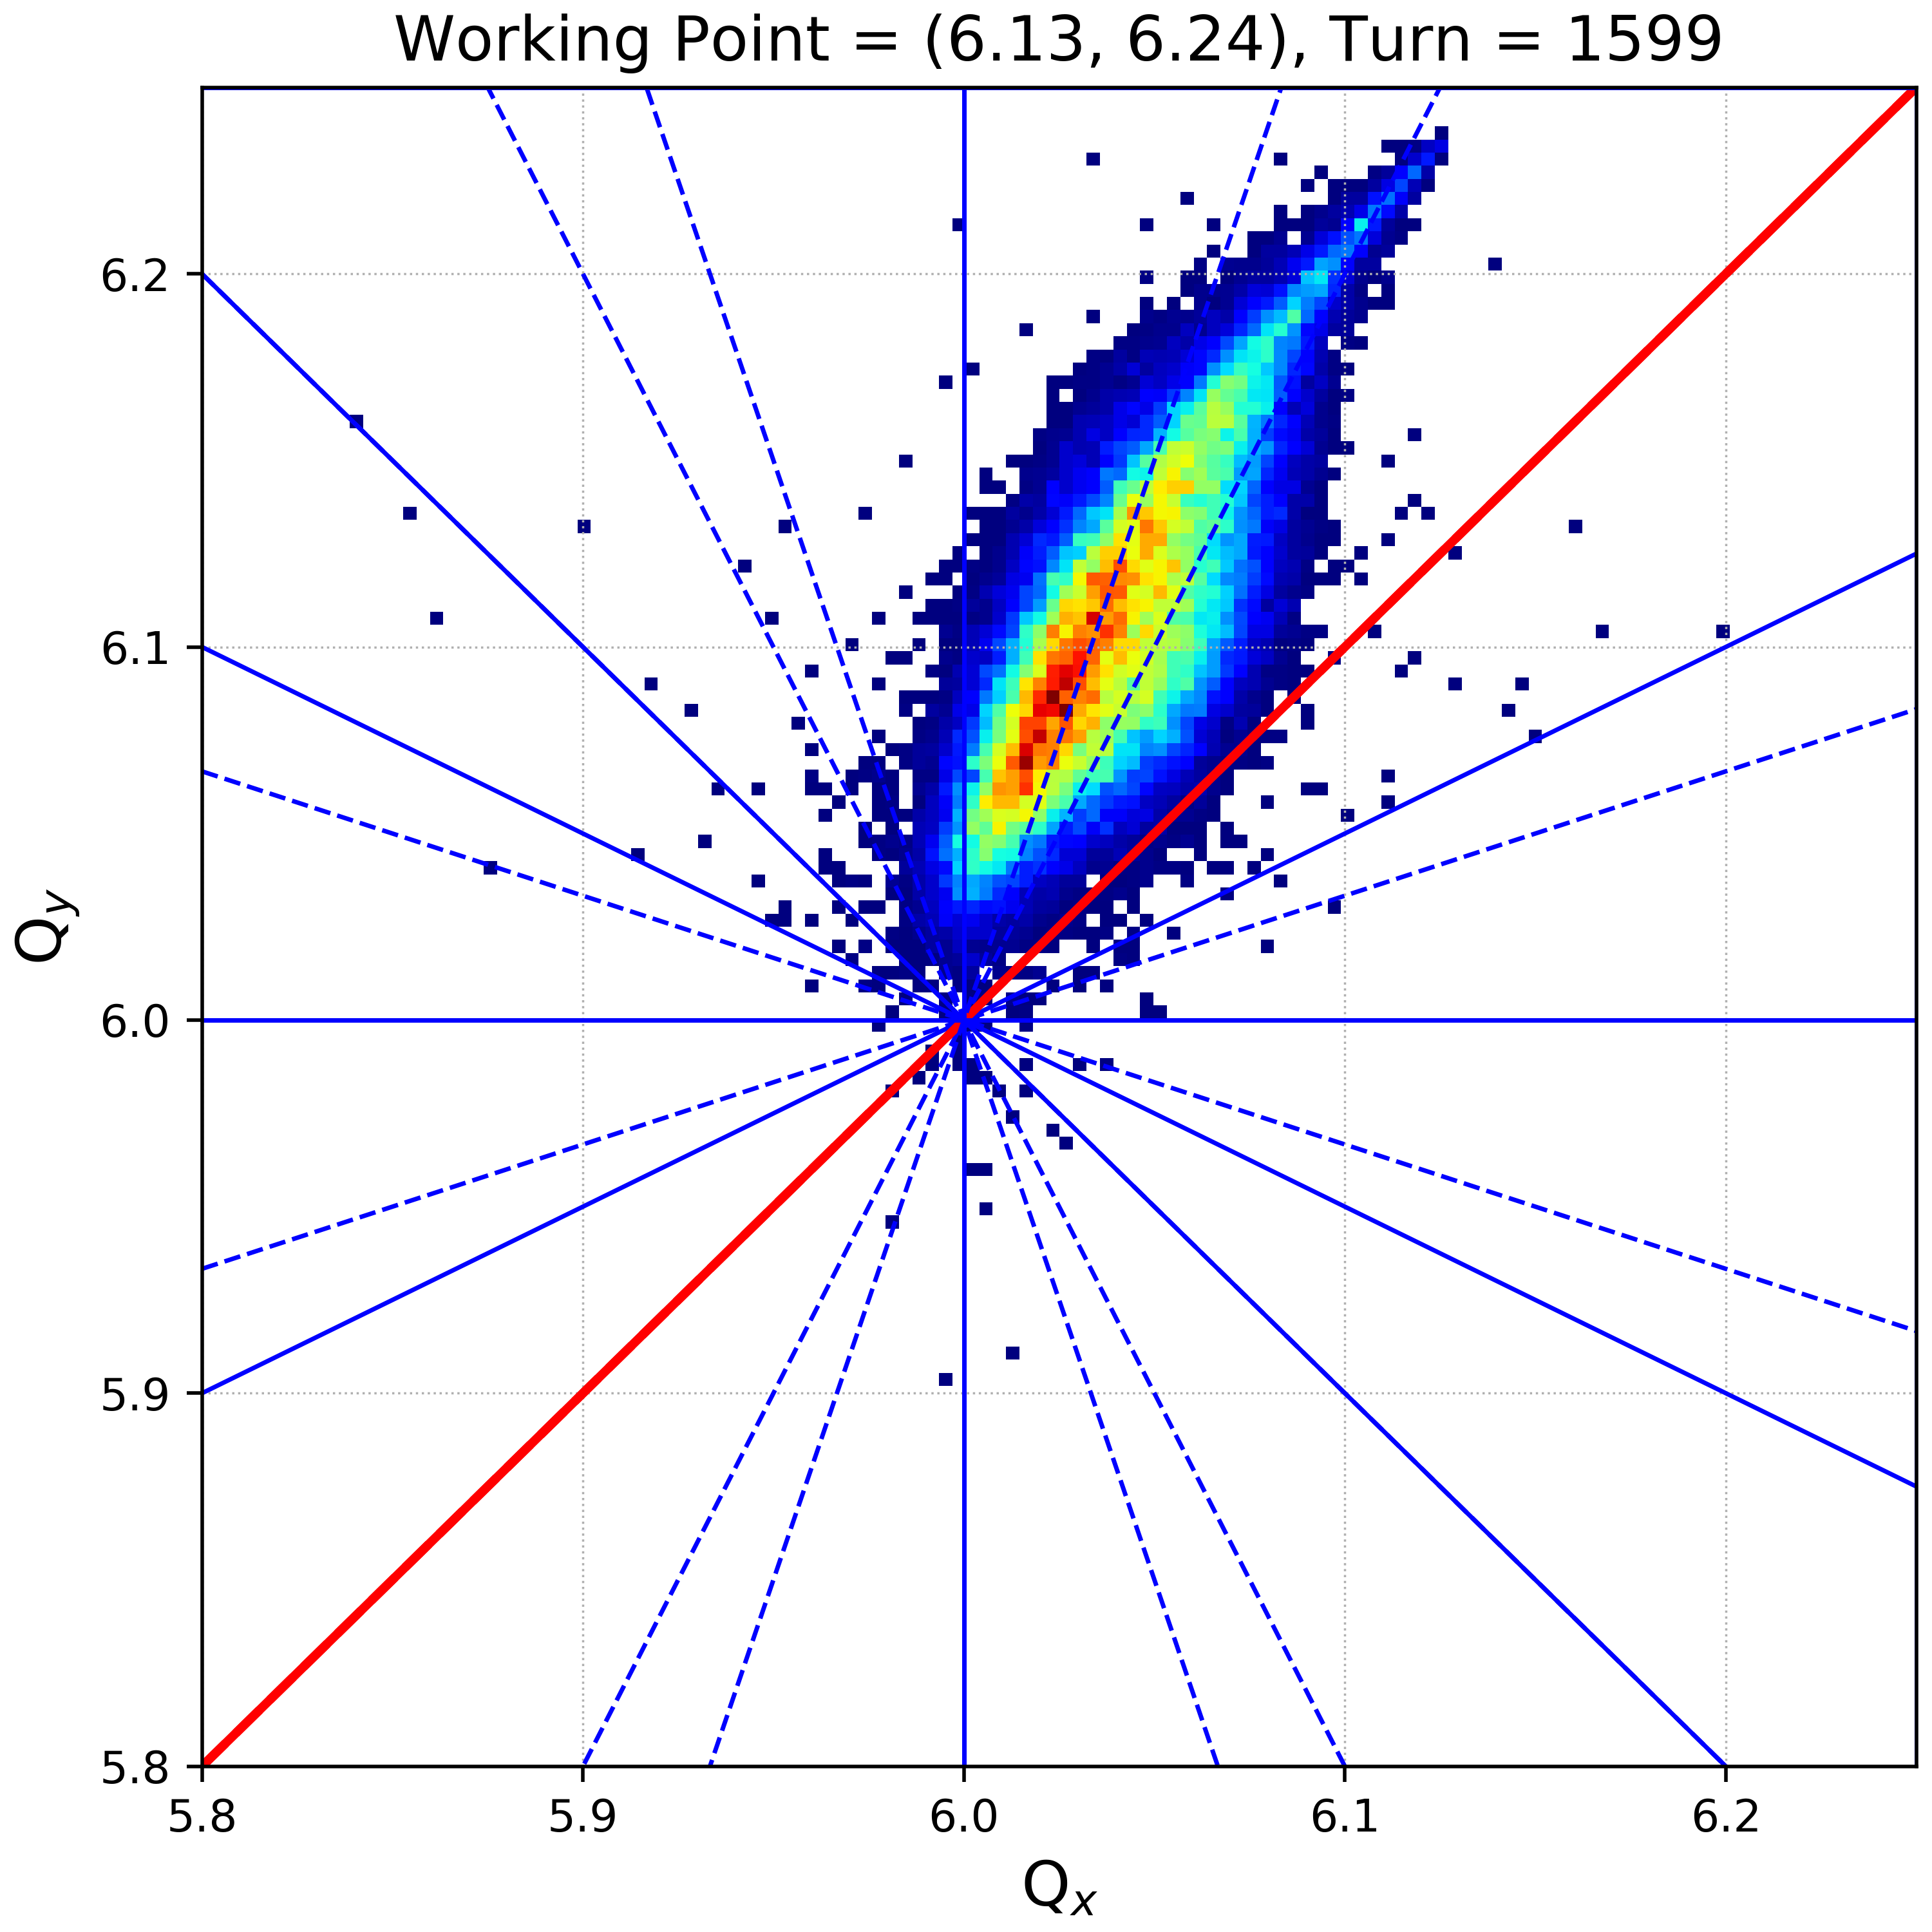 Working Point = (6.13, 6.24), Turn = 1599
6.2
6.1
6.0
5.9
5.8
Qy
5.8 5.9 6.0 6.1 6.2
Qx